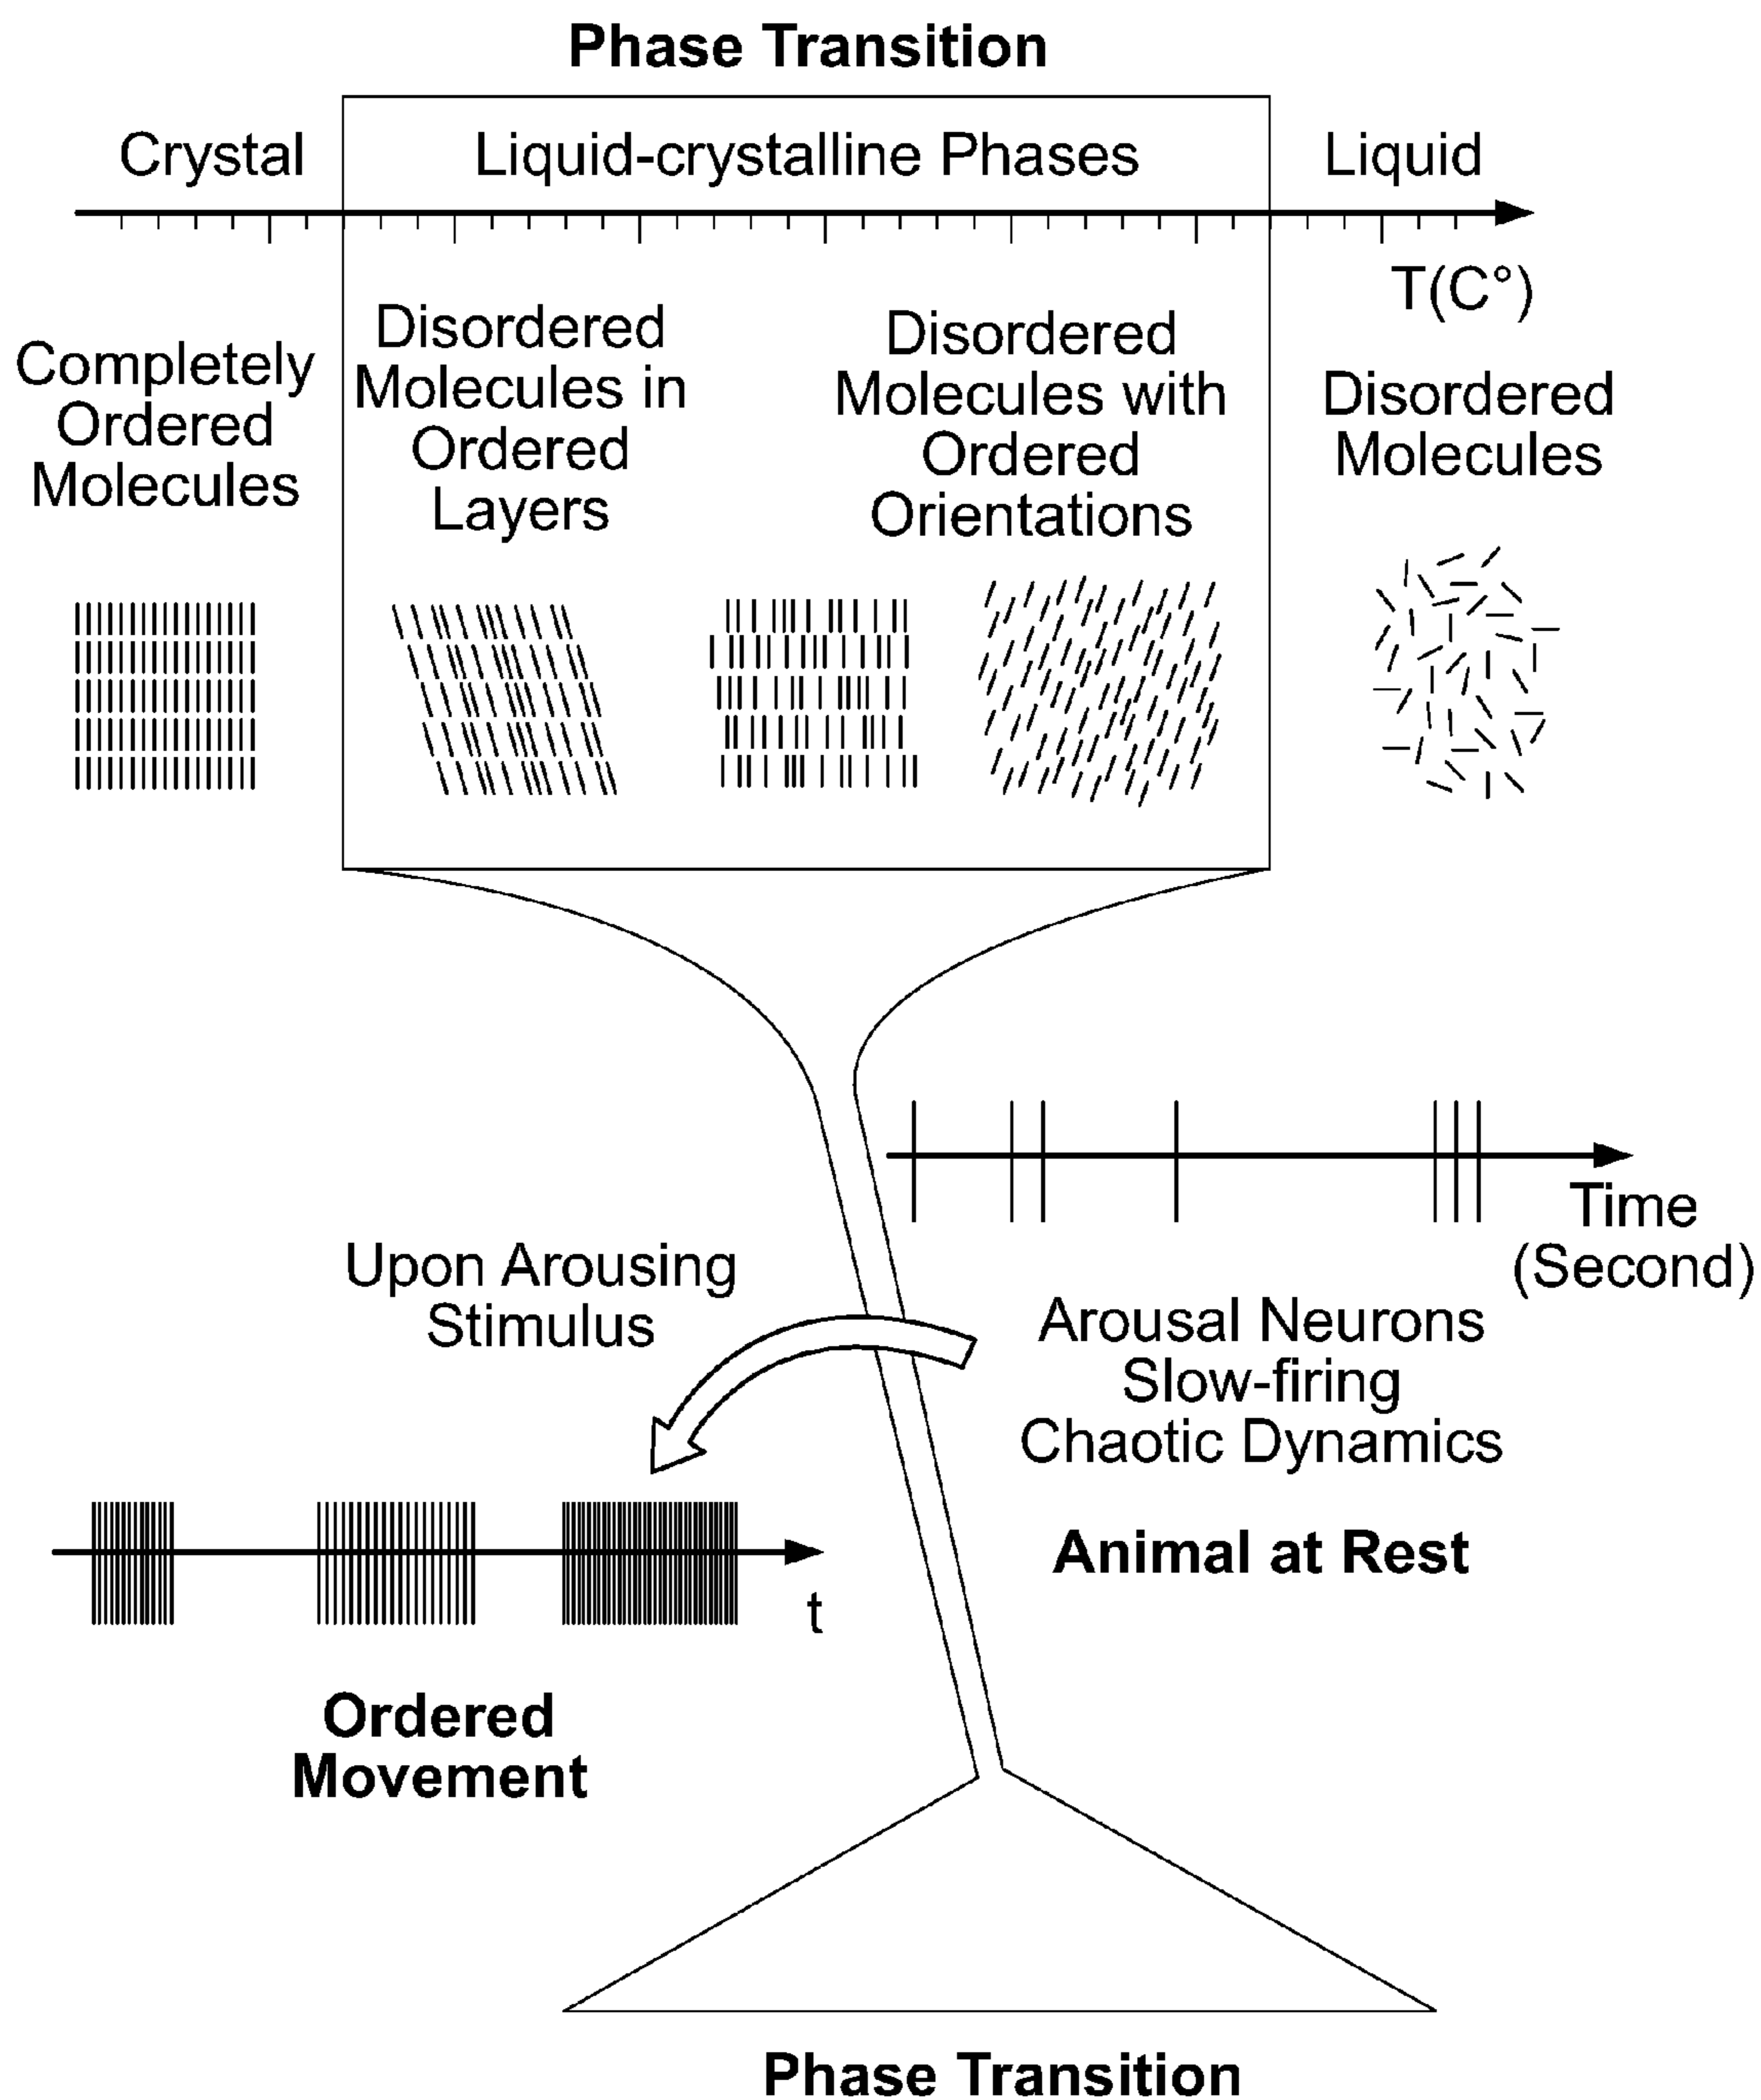 Phase Transition
Crystal
Liquid-crystalline Phases
Liquid
T(C°)
Completely
Ordered
Molecules
Disordered
Molecules in
Ordered
Layers
Disordered
Molecules with
Ordered
Orientations
Disordered
Molecules
Time
(Second)
Upon Arousing
Stimulus
Arousal Neurons
Slow-firing
Chaotic Dynamics
Animal at Rest
t
Ordered
Movement
Phase Transition